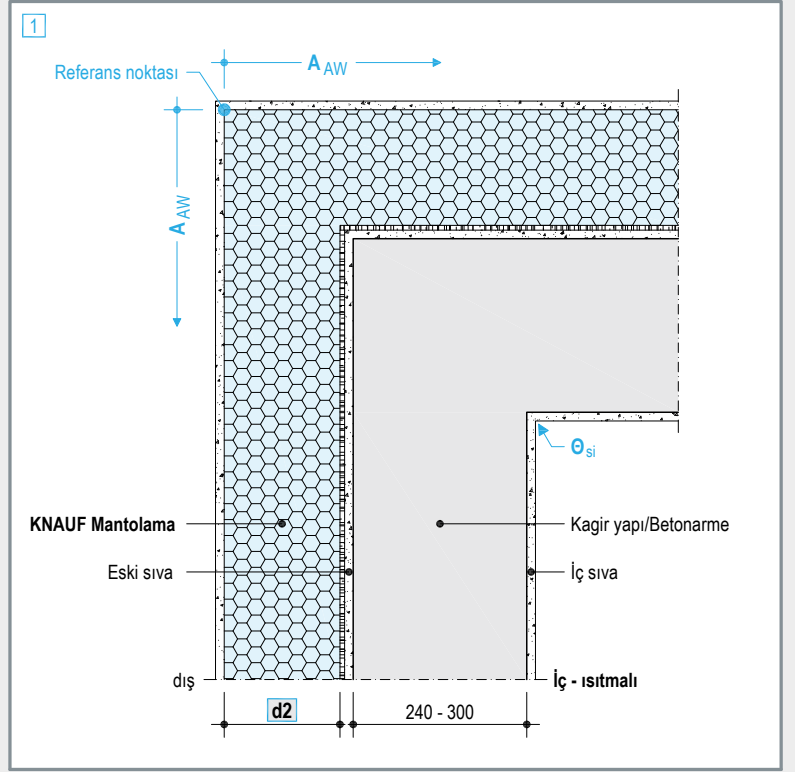 1
A AW
Referans noktası
A AW
Θsi
KNAUF Mantolama
Kagir yapı/Betonarme
Eski sıva
İç sıva
dış
İç - ısıtmalı
d2
240 - 300